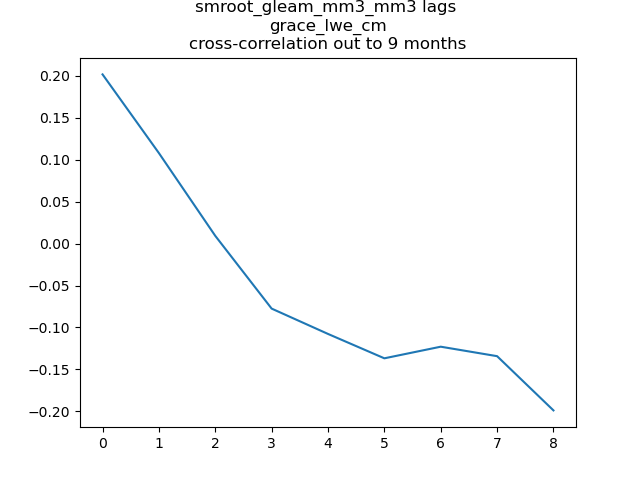 smroot_gleam_mm3_mm3 lags
grace_lwe_cm
cross-correlation out to 9 months
0.20
0.15
0.10
0.05
0.00
−0.05
−0.10
−0.15
−0.20
0 1 2 3 4 5 6 7 8